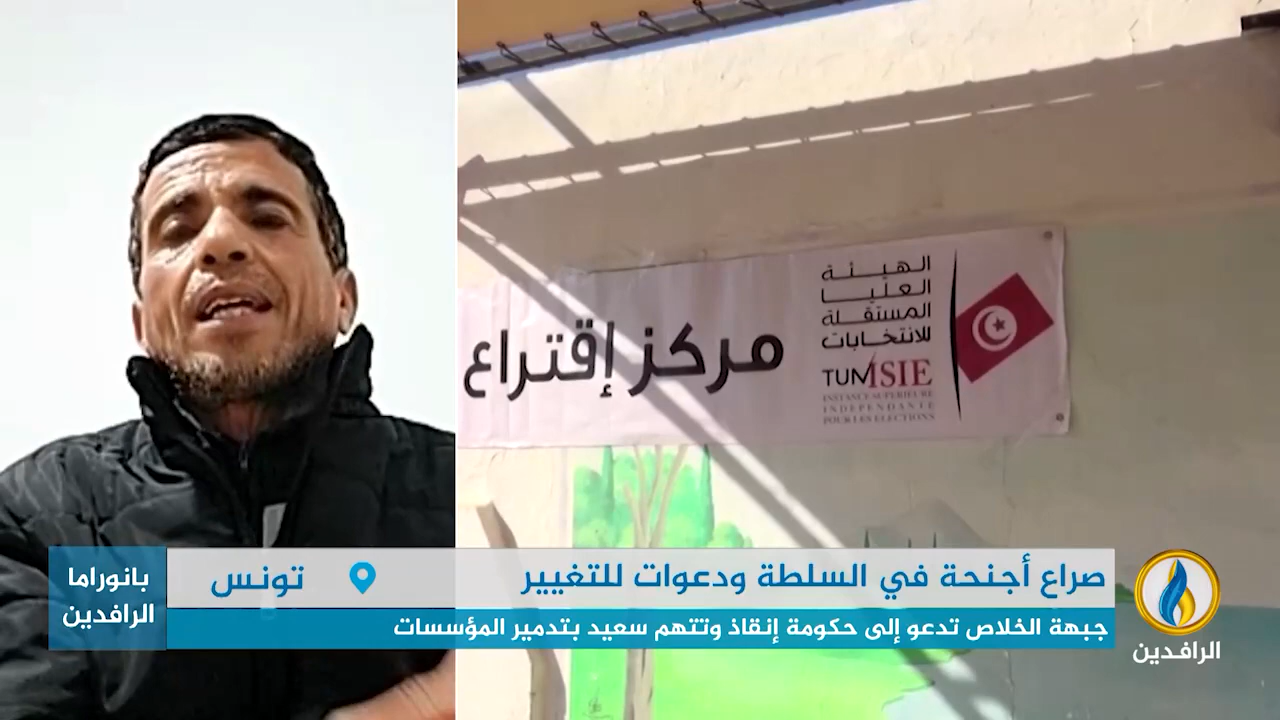 الهيئة
العليا
المستقلة
للانتخابات
TUNISIE
INSTANCE SUPERIEURE
INDEPENDANTE
POUR LES ELECTIONS
مركز إقتراع
صراع أجنحة في السلطة ودعوات للتغيير
تونس
جبهة الخلاص تدعو إلى حكومة إنقاذ وتتهم سعيد بتدمير المؤسسات
بانوراما
الرافدين
الرافدين